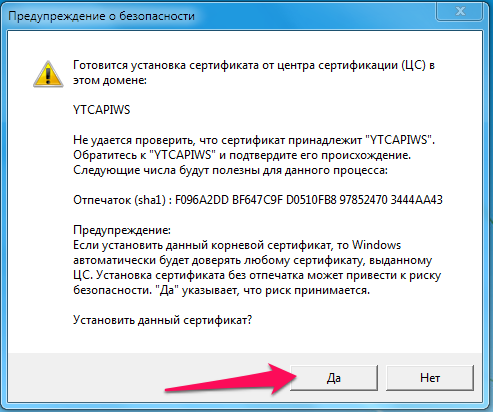 Предупреждение о безопасности
Готовится установка сертификата от центра сертификации (ЦС) в
этом домене:
YTCAPIWS
Не удается проверить, что сертификат принадлежит "YTCAPIWS".
Обратитесь к "YTCAPIWS" и подтвердите его происхождение.
Следующие числа будут полезны для данного процесса:
Отпечаток (sha1) : F096A2DD BF647C9F D0510FB8 97852470 3444AA43
Предупреждение:
Если установить данный корневой сертификат, то Windows
автоматически будет доверять любому сертификату, выданному
ЦС. Установка сертификата без отпечатка может привести к риску
безопасности. "Да" указывает, что риск принимается.
Установить данный сертификат?
Да Нет